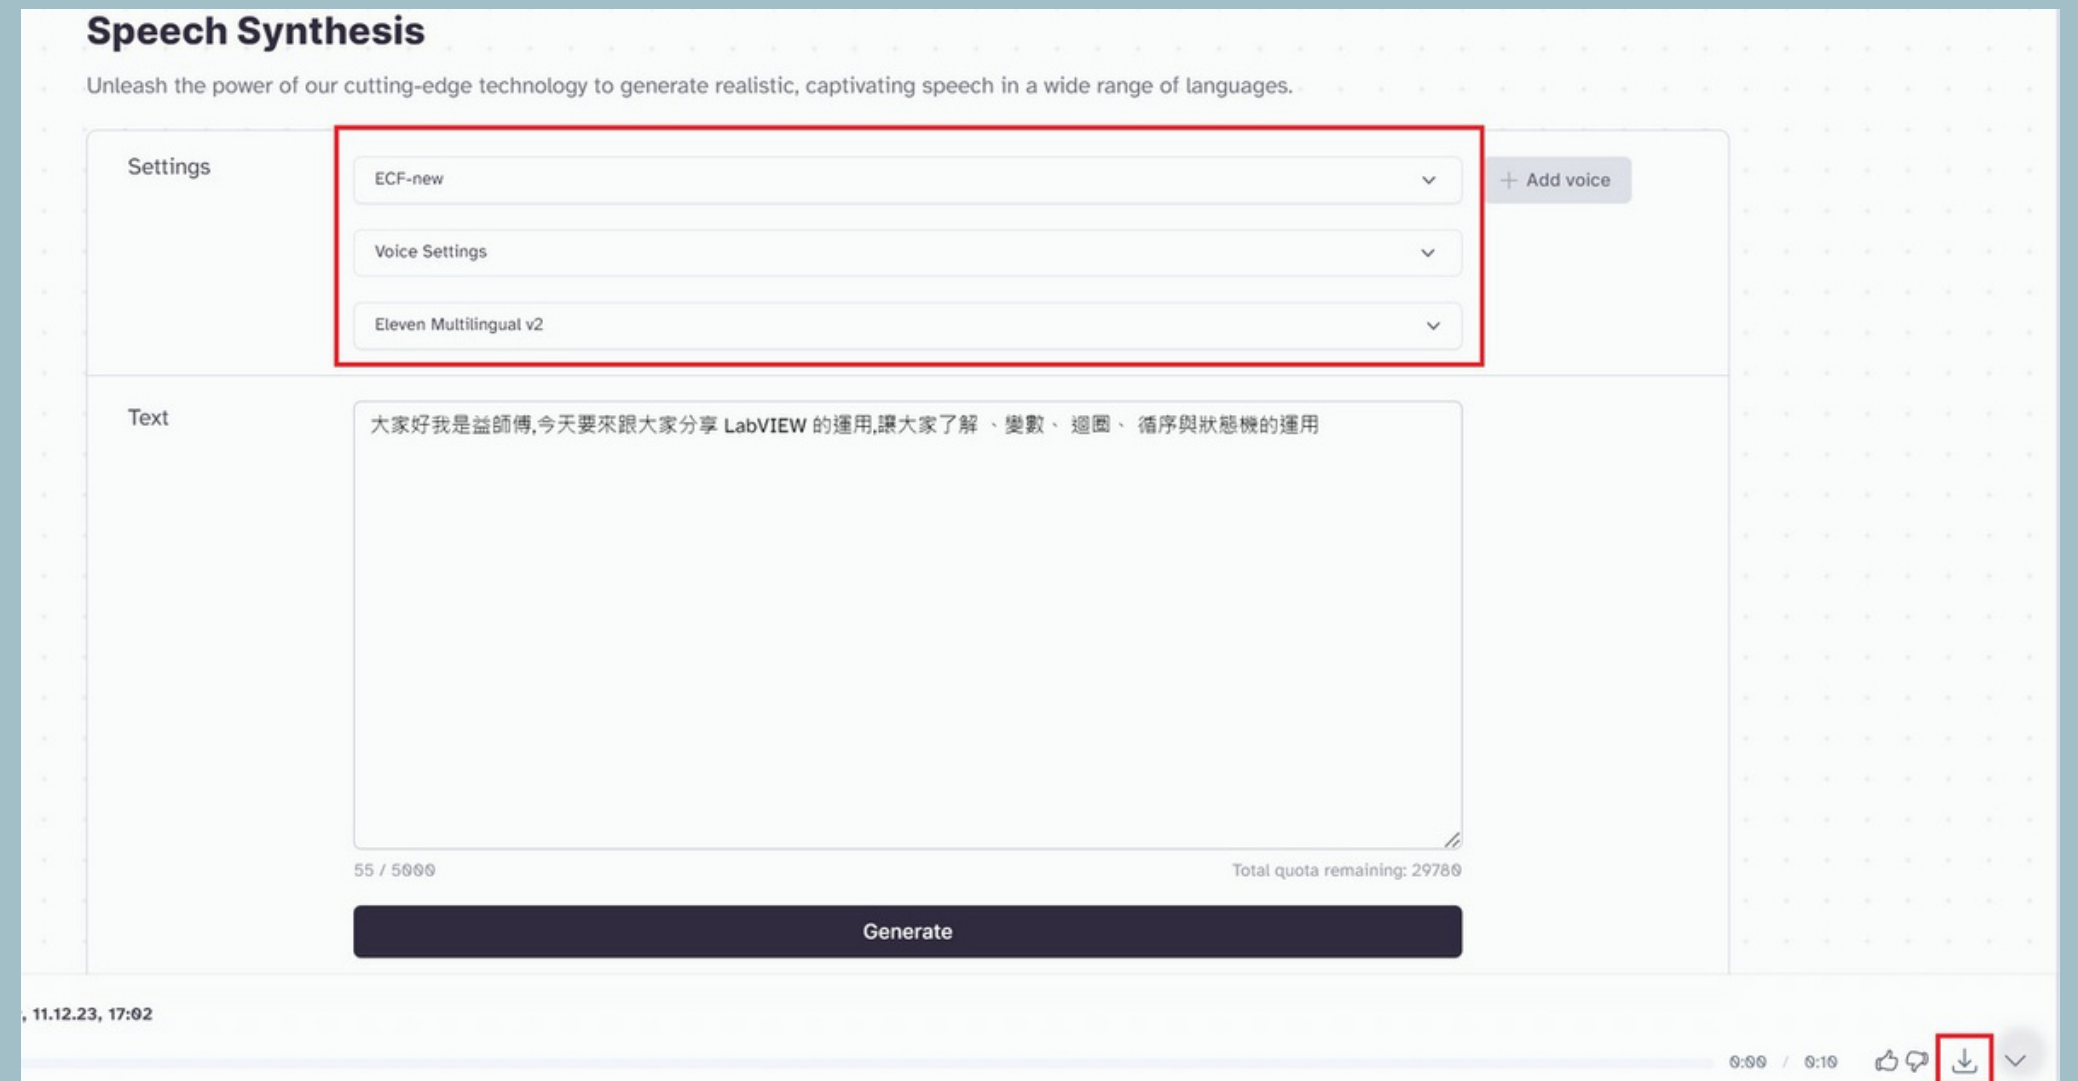 Speech Synthesis
Unleash the power of our cutting-edge technology to generate realistic, captivating speech in a wide range of languages.
Settings
ECF-new
+ Add voice
Voice Settings
Eleven Multilingual v2
Text
大家好我是益師傅,今天要來跟大家分享 LabVIEW 的運用,讓大家了解 、變數、 迴圈、 循序與狀態機的運用
55 / 5000
Total quota remaining: 29780
Generate
, 11.12.23, 17:02
0:00 / 0:10